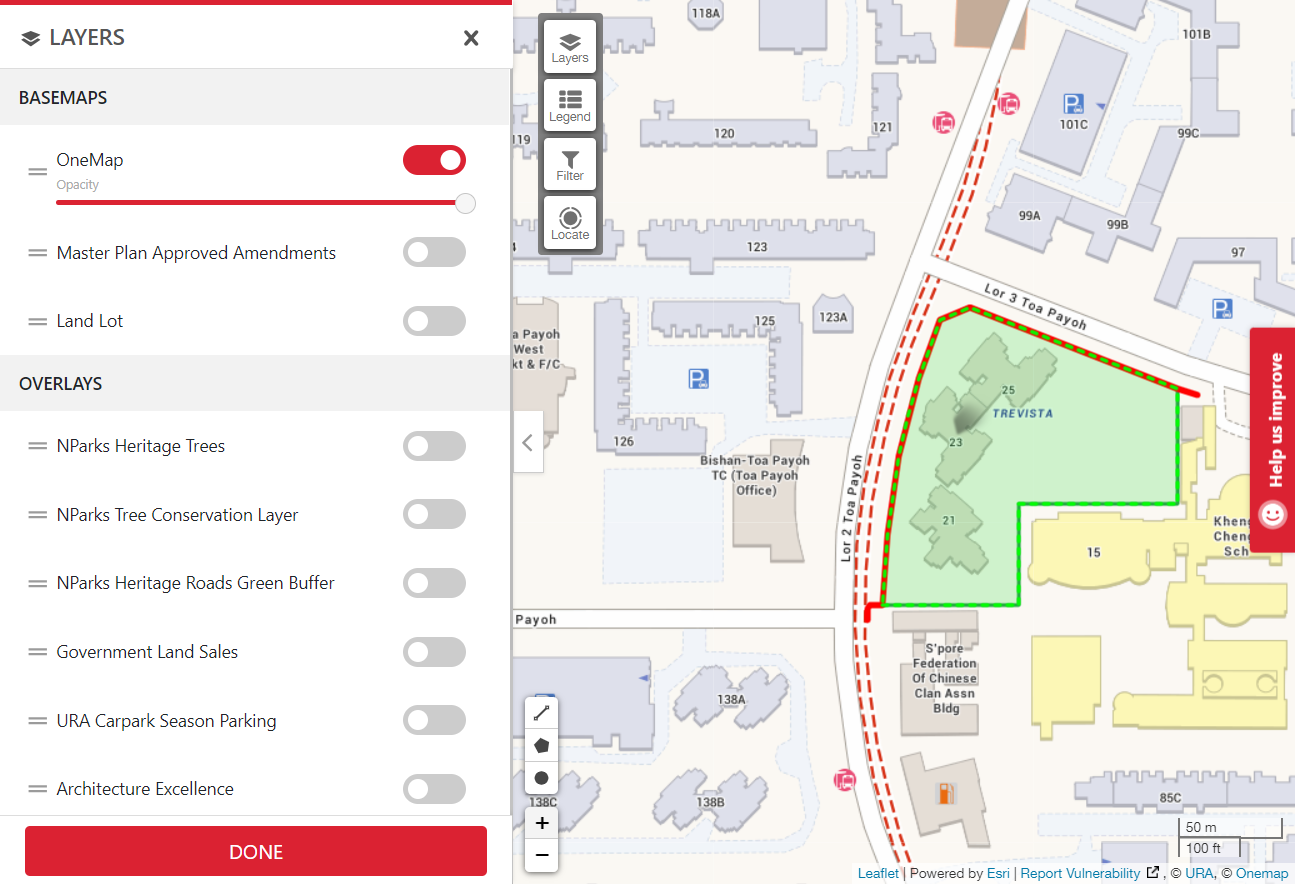 LAYERS
BASEMAPS
OneMap
Opacity
Master Plan Approved Amendments
Land Lot
OVERLAYS
NParks Heritage Trees
NParks Tree Conservation Layer
NParks Heritage Roads Green Buffer
Government Land Sales
URA Carpark Season Parking
Architecture Excellence
DONE
Layers
Legend
Filter
Locate
118A
101B
101C
99C
119
120
121
99A
99B
97
4
123
Lor 3 Toa Payoh
125
123A
a Payoh
West
kt & F/C
126
25
TREVISTA
23
21
Bishan-Toa Payoh
TC (Toa Payoh
Office)
Lor 2 Toa Payoh
15
Kheng
Cheng
Sch
Help us improve
Payoh
S'pore
Federation
Of Chinese
Clan Assn
Bldg
138A
138B
138C
85C
+
−
50 m
100 ft
Leaflet | Powered by Esri | Report Vulnerability , © URA, © Onemap